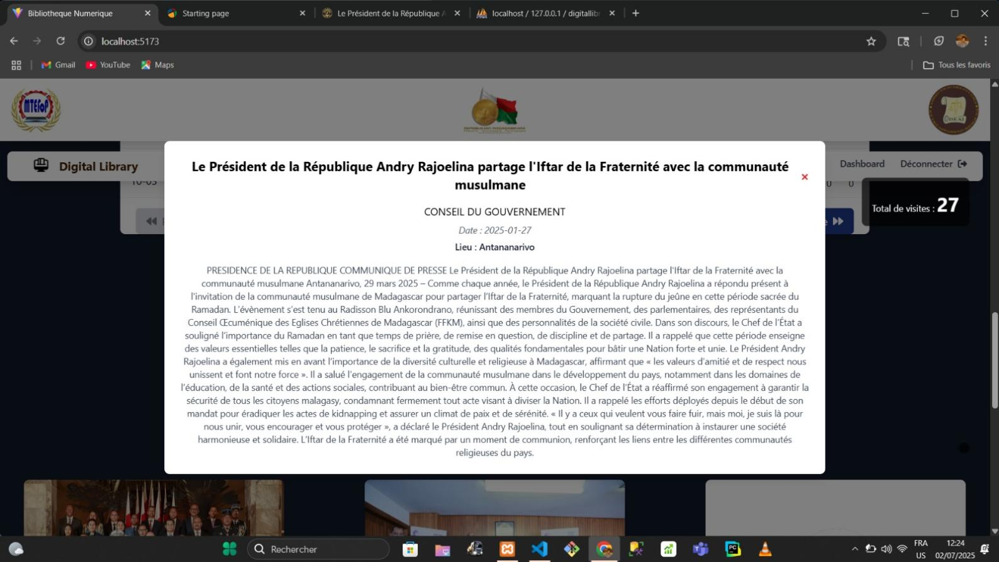 Bibliotheque Numerique
Starting page
Le Président de la République A
localhost / 127.0.0.1 / digitallibr
localhost:5173
Gmail
YouTube
Maps
Tous les favoris
MTEFoP
REPOBLIKAN'I MADAGASIKARA
Digital Library
Dashboard
Déconnecter
10-03
0 0
Total de visites : 27
Le Président de la République Andry Rajoelina partage l'Iftar de la Fraternité avec la communauté
musulmane
CONSEIL DU GOUVERNEMENT
Date : 2025-01-27
Lieu : Antananarivo
PRESIDENCE DE LA REPUBLIQUE COMMUNIQUE DE PRESSE Le Président de la République Andry Rajoelina partage l'Iftar de la Fraternité avec la
communauté musulmane Antananarivo, 29 mars 2025 – Comme chaque année, le Président de la République Andry Rajoelina a répondu présent à
l'invitation de la communauté musulmane de Madagascar pour partager l’Iftar de la Fraternité, marquant la rupture du jeûne en cette période sacrée du
Ramadan. L’évènement s’est tenu au Radisson Blu Ankorondrano, réunissant des membres du Gouvernement, des parlementaires, des représentants du
Conseil Œcuménique des Eglises Chrétiennes de Madagascar (FFKM), ainsi que des personnalités de la société civile. Dans son discours, le Chef de l’État a
souligné l’importance du Ramadan en tant que temps de prière, de remise en question, de discipline et de partage. Il a rappelé que cette période enseigne
des valeurs essentielles telles que la patience, le sacrifice et la gratitude, des qualités fondamentales pour bâtir une Nation forte et unie. Le Président Andry
Rajoelina a également mis en avant l’importance de la diversité culturelle et religieuse à Madagascar, affirmant que « les valeurs d’amitié et de respect nous
unissent et font notre force ». Il a salué l’engagement de la communauté musulmane dans le développement du pays, notamment dans les domaines de
l’éducation, de la santé et des actions sociales, contribuant au bien-être commun. À cette occasion, le Chef de l’État a réaffirmé son engagement à garantir la
sécurité de tous les citoyens malagasy, condamnant fermement tout acte visant à diviser la Nation. Il a rappelé les efforts déployés depuis le début de son
mandat pour éradiquer les actes de kidnapping et assurer un climat de paix et de sérénité. « Il y a ceux qui veulent vous faire fuir, mais moi, je suis là pour
nous unir, vous encourager et vous protéger », a déclaré le Président Andry Rajoelina, tout en soulignant sa détermination à instaurer une société
harmonieuse et solidaire. L’Iftar de la Fraternité a été marqué par un moment de communion, renforçant les liens entre les différentes communautés
religieuses du pays.
Rechercher
FRA
US
12:24
02/07/2025